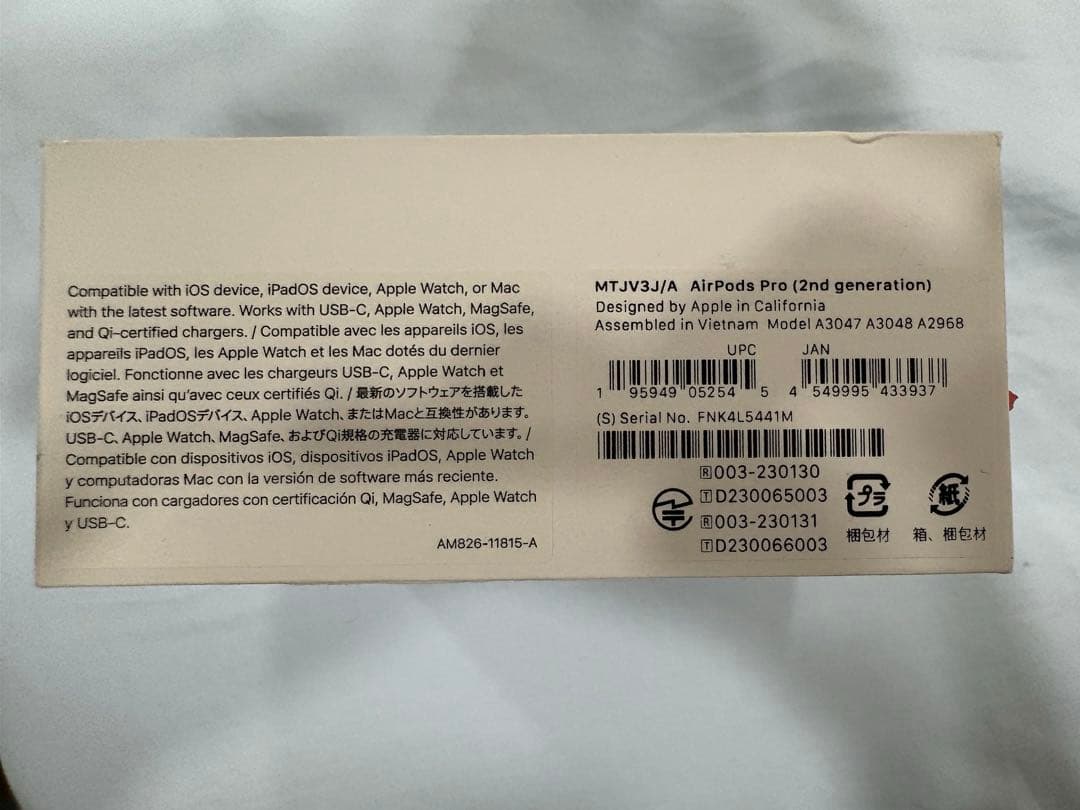 Compatible with iOS device, iPadOS device, Apple Watch, or Mac
with the latest software. Works with USB-C, Apple Watch, MagSafe,
and Qi-certified chargers. / Compatible avec les appareils iOS, les
appareils iPadOS, les Apple Watch et les Mac dotés du dernier
logiciel. Fonctionne avec les chargeurs USB-C, Apple Watch et
MagSafe ainsi qu'avec ceux certifiés Qi. / 最新のソフトウェアを搭載した
iOSデバイス、iPadOSデバイス、Apple Watch、またはMacと互換性があります。
USB-C、Apple Watch、MagSafe、およびQi規格の充電器に対応しています。/
Compatible con dispositivos iOS, dispositivos iPadOS, Apple Watch
y computadoras Mac con la versión de software más reciente.
Funciona con cargadores con certificación Qi, MagSafe, Apple Watch
y USB-C.
AM826-11815-A
MTJV3J/A AirPods Pro (2nd generation)
Designed by Apple in California
Assembled in Vietnam Model A3047 A3048 A2968
UPC JAN
1 95949 05254 5 4 549995 433937
(S) Serial No. FNK4L5441M
R 003-230130
T D230065003
R 003-230131
T D230066003
プラ 紙
梱包材 箱、梱包材